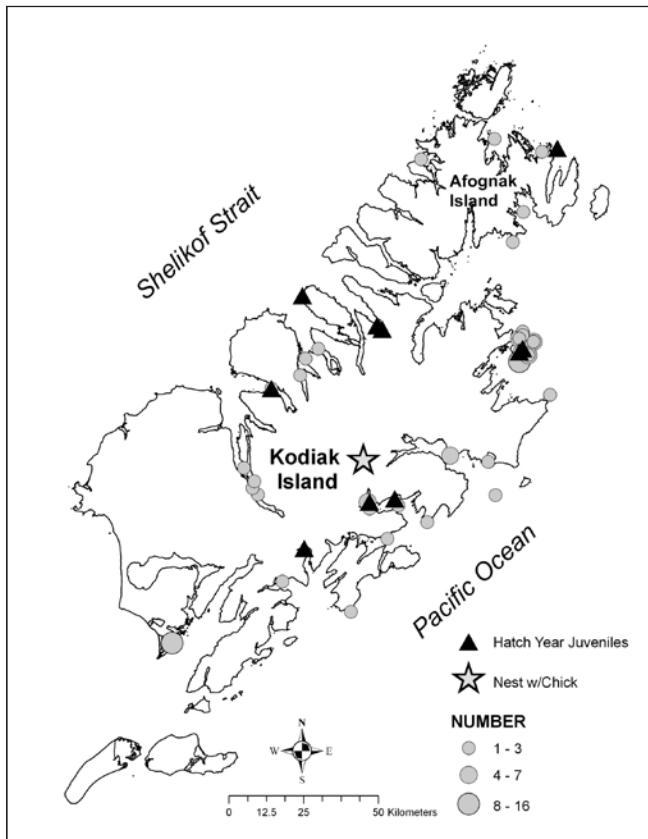 Afognak
Island
Shelikof Strait
Kodiak
Island
Pacific Ocean
Hatch Year Juveniles
Nest w/Chick
NUMBER
1 - 3
4 - 7
8 - 16
N
W E
S
0 12.5 25 50 Kilometers